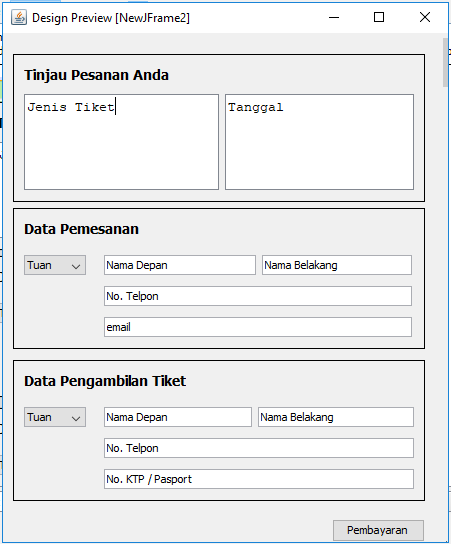 Design Preview [NewJFrame2]
Tinjau Pesanan Anda
Jenis Tiket Tanggal
Data Pemesanan
Tuan Nama Depan Nama Belakang
No. Telpon
email
Data Pengambilan Tiket
Tuan Nama Depan Nama Belakang
No. Telpon
No. KTP / Pasport
Pembayaran